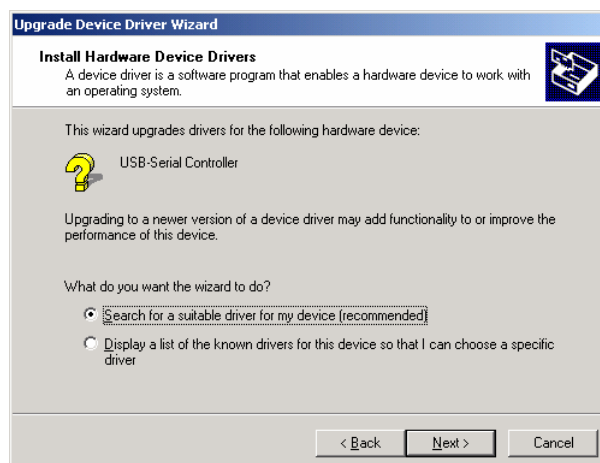 Upgrade Device Driver Wizard
Install Hardware Device Drivers
A device driver is a software program that enables a hardware device to work with
an operating system.
This wizard upgrades drivers for the following hardware device:
USB-Serial Controller
Upgrading to a newer version of a device driver may add functionality to or improve the
performance of this device.
What do you want the wizard to do?
Search for a suitable driver for my device (recommended)
Display a list of the known drivers for this device so that I can choose a specific
driver
< Back
Next >
Cancel